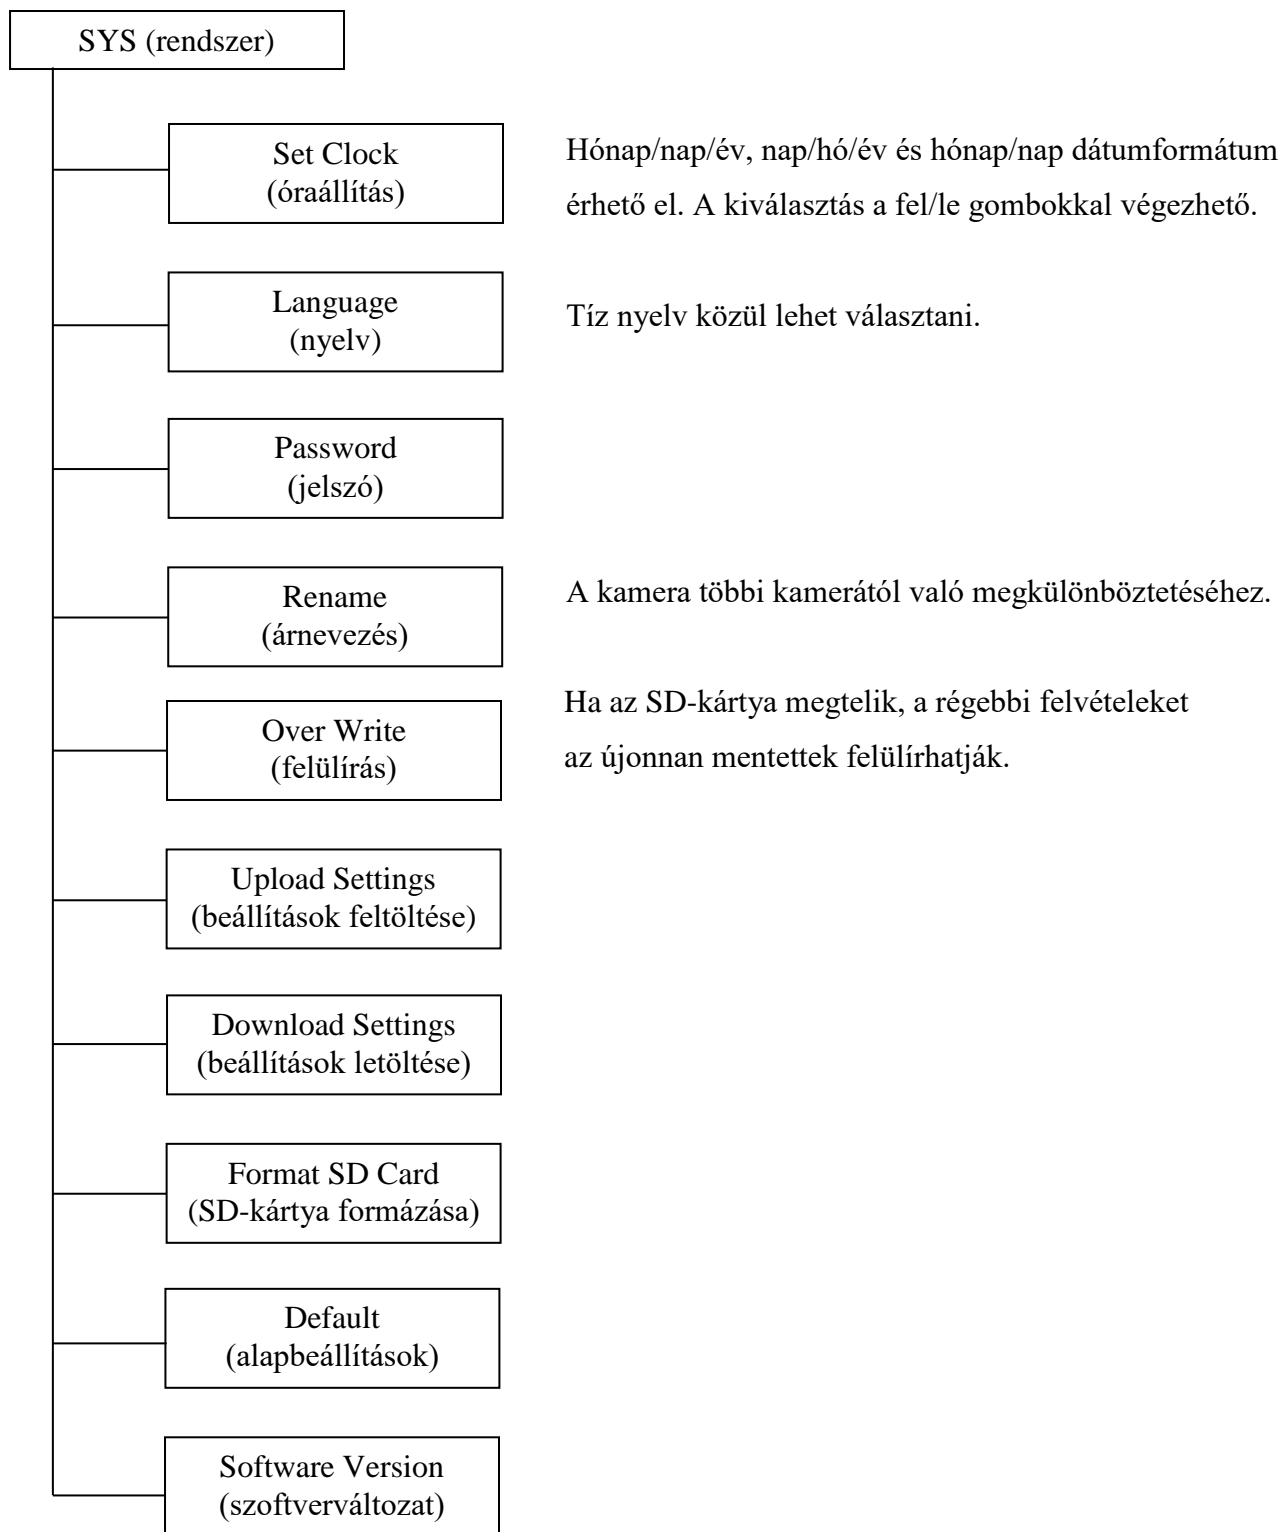 SYS (rendszer)
Set Clock
(óraállítás)
Hónap/nap/év, nap/hó/év és hónap/nap dátumformátum
érhető el. A kiválasztás a fel/le gombokkal végezhető.
Language
(nyelv)
Tíz nyelv közül lehet választani.
Password
(jelszó)
Rename
(árnevezés)
A kamera többi kamerától való megkülönböztetéséhez.
Over Write
(felülírás)
Ha az SD-kártya megtelik, a régebbi felvételeket
az újonnan mentettek felülírhatják.
Upload Settings
(beállítások feltöltése)
Download Settings
(beállítások letöltése)
Format SD Card
(SD-kártya formázása)
Default
(alapbeállítások)
Software Version
(szoftverváltozat)